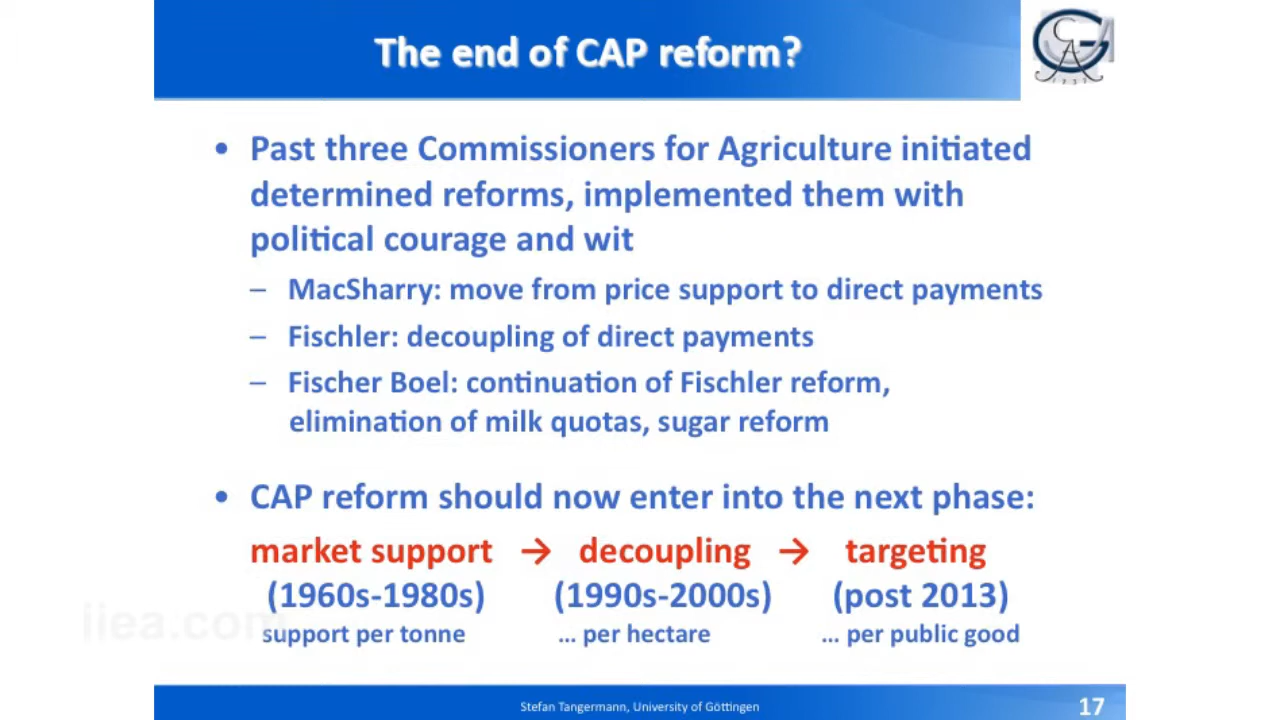 The end of CAP reform?
• Past three Commissioners for Agriculture initiated
determined reforms, implemented them with
political courage and wit
– MacSharry: move from price support to direct payments
– Fischler: decoupling of direct payments
– Fischer Boel: continuation of Fischler reform,
elimination of milk quotas, sugar reform
• CAP reform should now enter into the next phase:
market support → decoupling → targeting
(1960s-1980s) (1990s-2000s) (post 2013)
support per tonne ... per hectare ... per public good
iiea.com
Stefan Tangermann, University of Göttingen
17